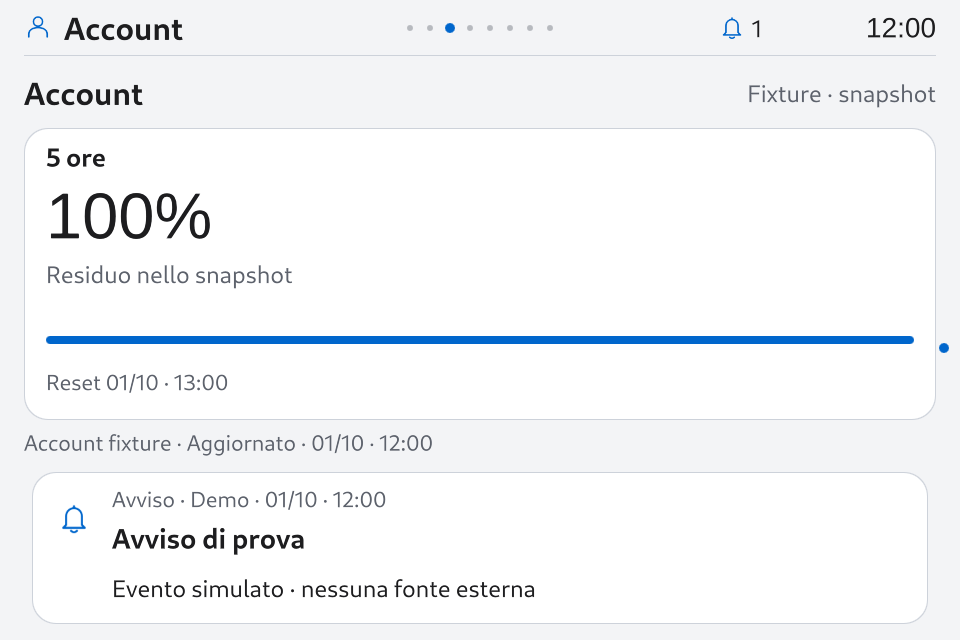 Account
1
12:00
Account
Fixture · snapshot
5 ore
100%
Residuo nello snapshot
Reset 01/10 · 13:00
Account fixture · Aggiornato · 01/10 · 12:00
Avviso · Demo · 01/10 · 12:00
Avviso di prova
Evento simulato · nessuna fonte esterna